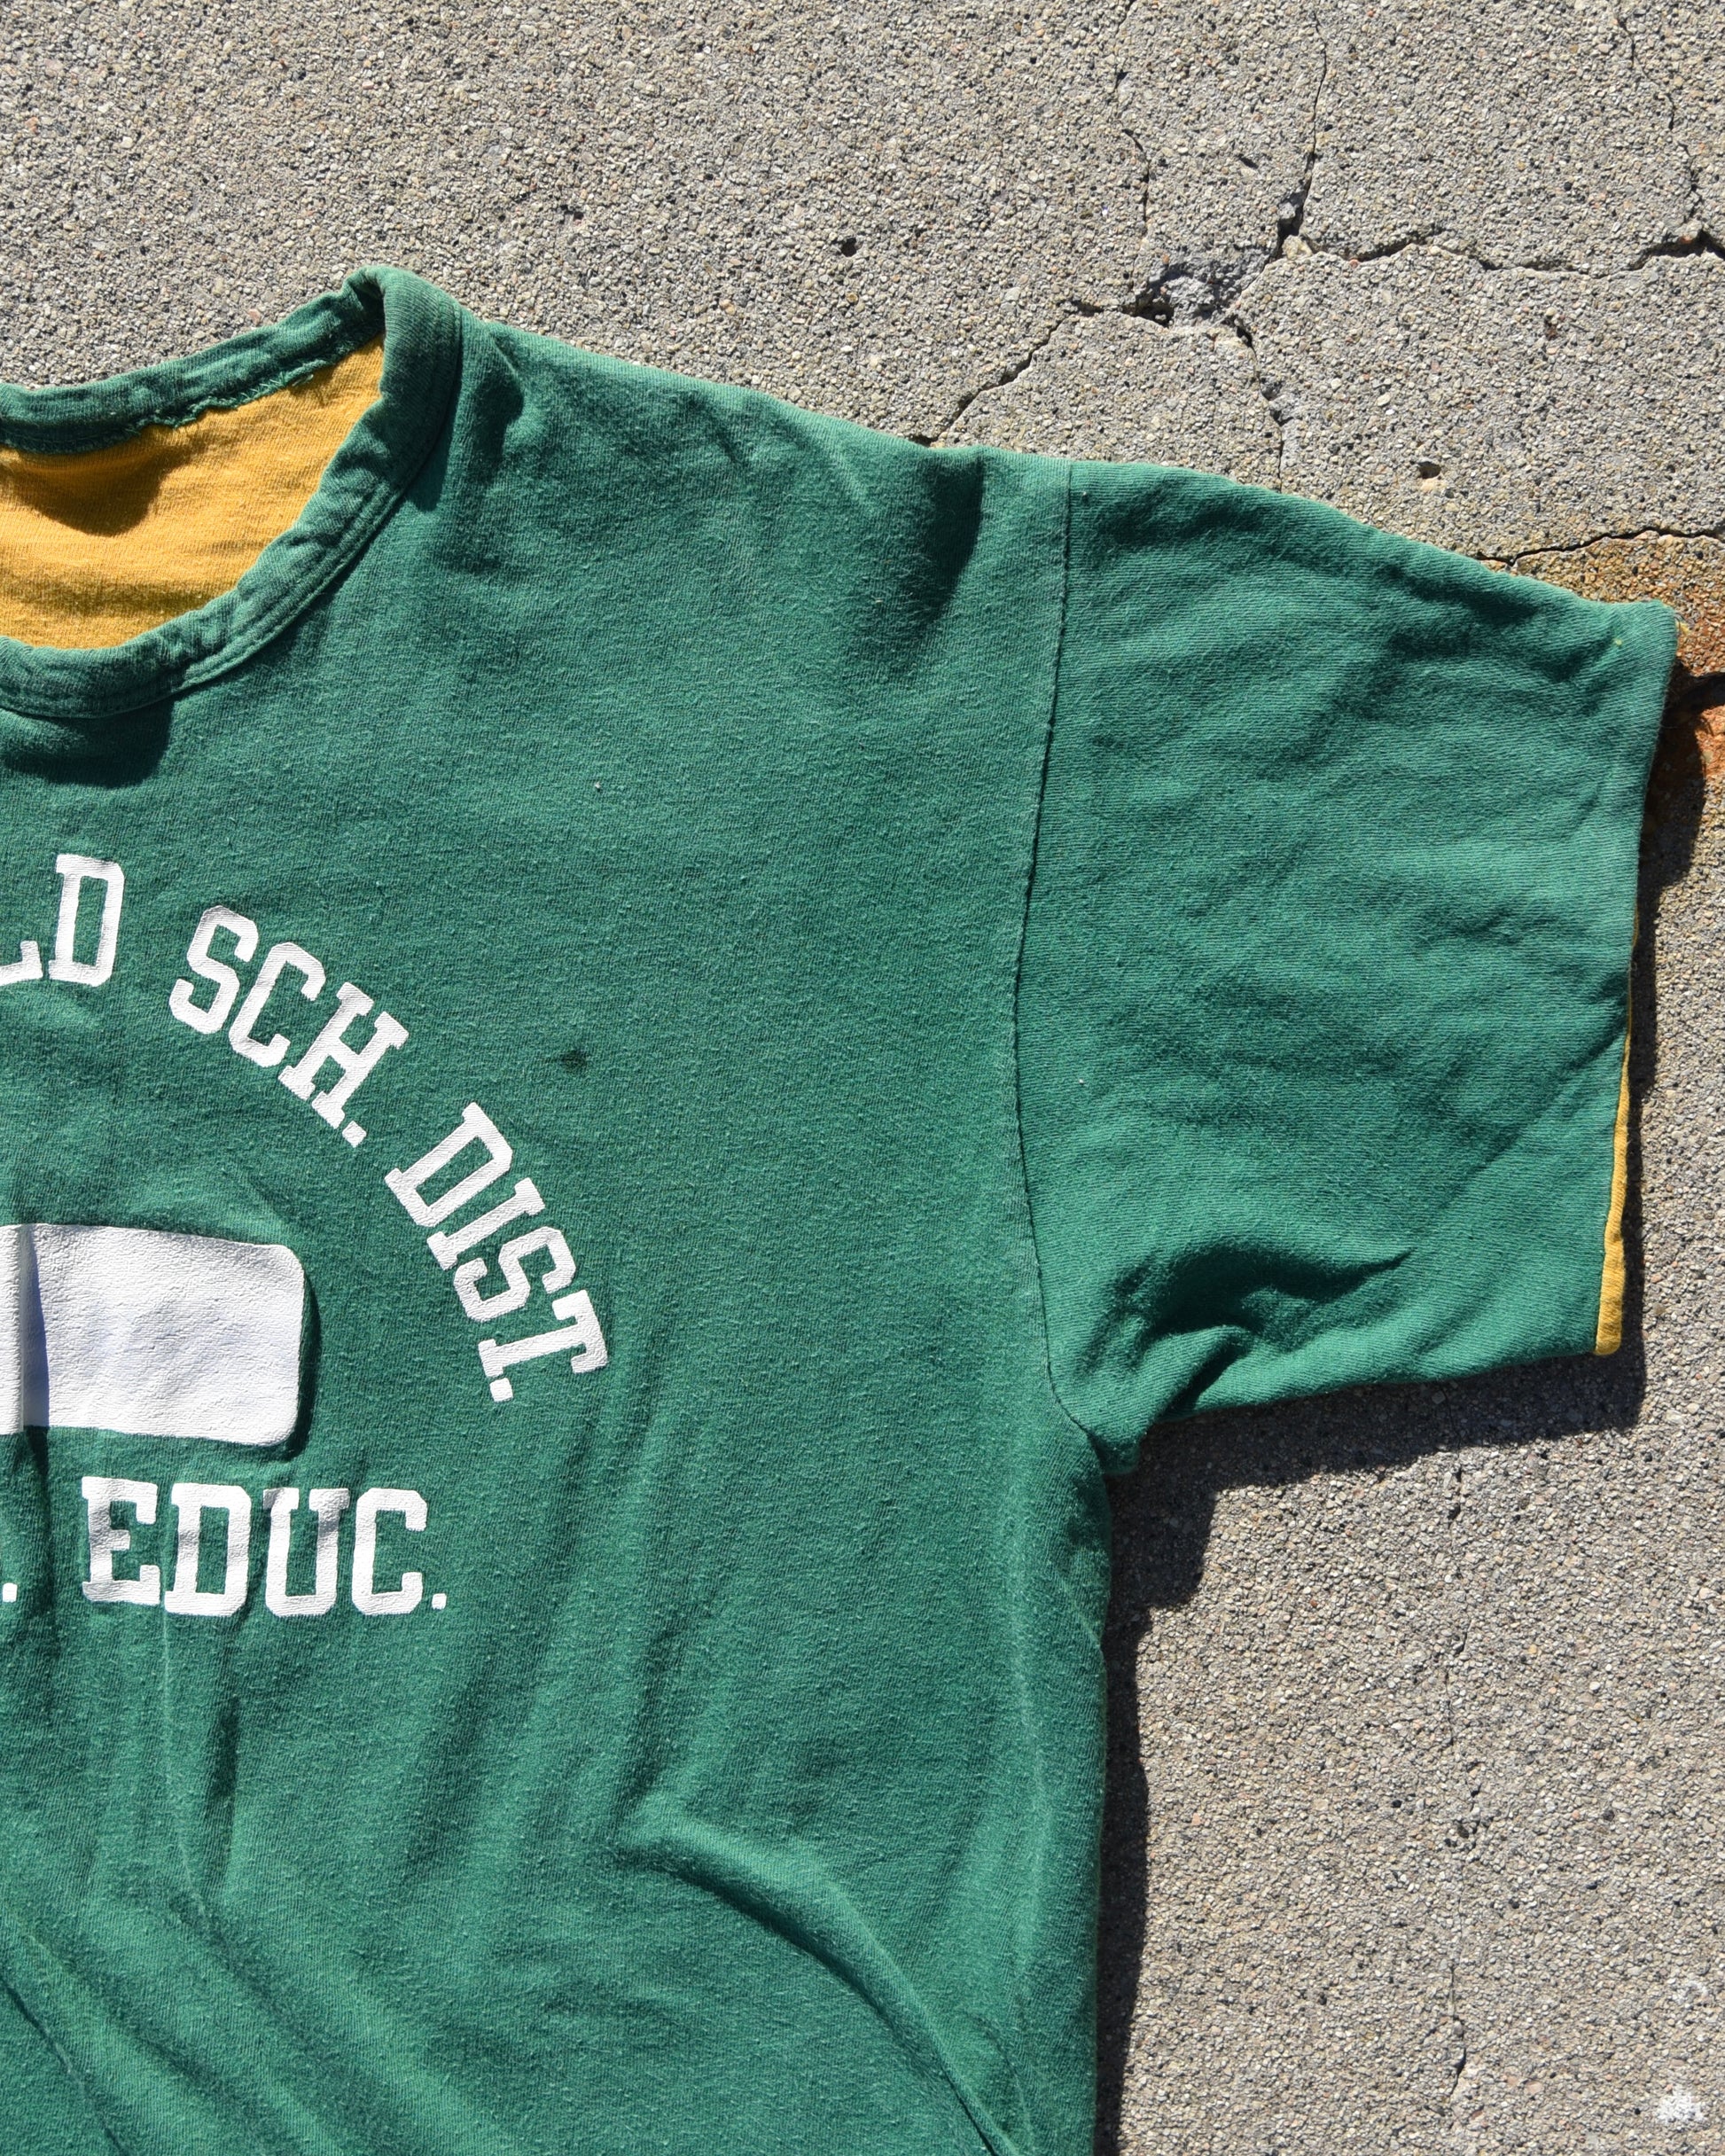 LD SCH. DIST.
. EDUC.